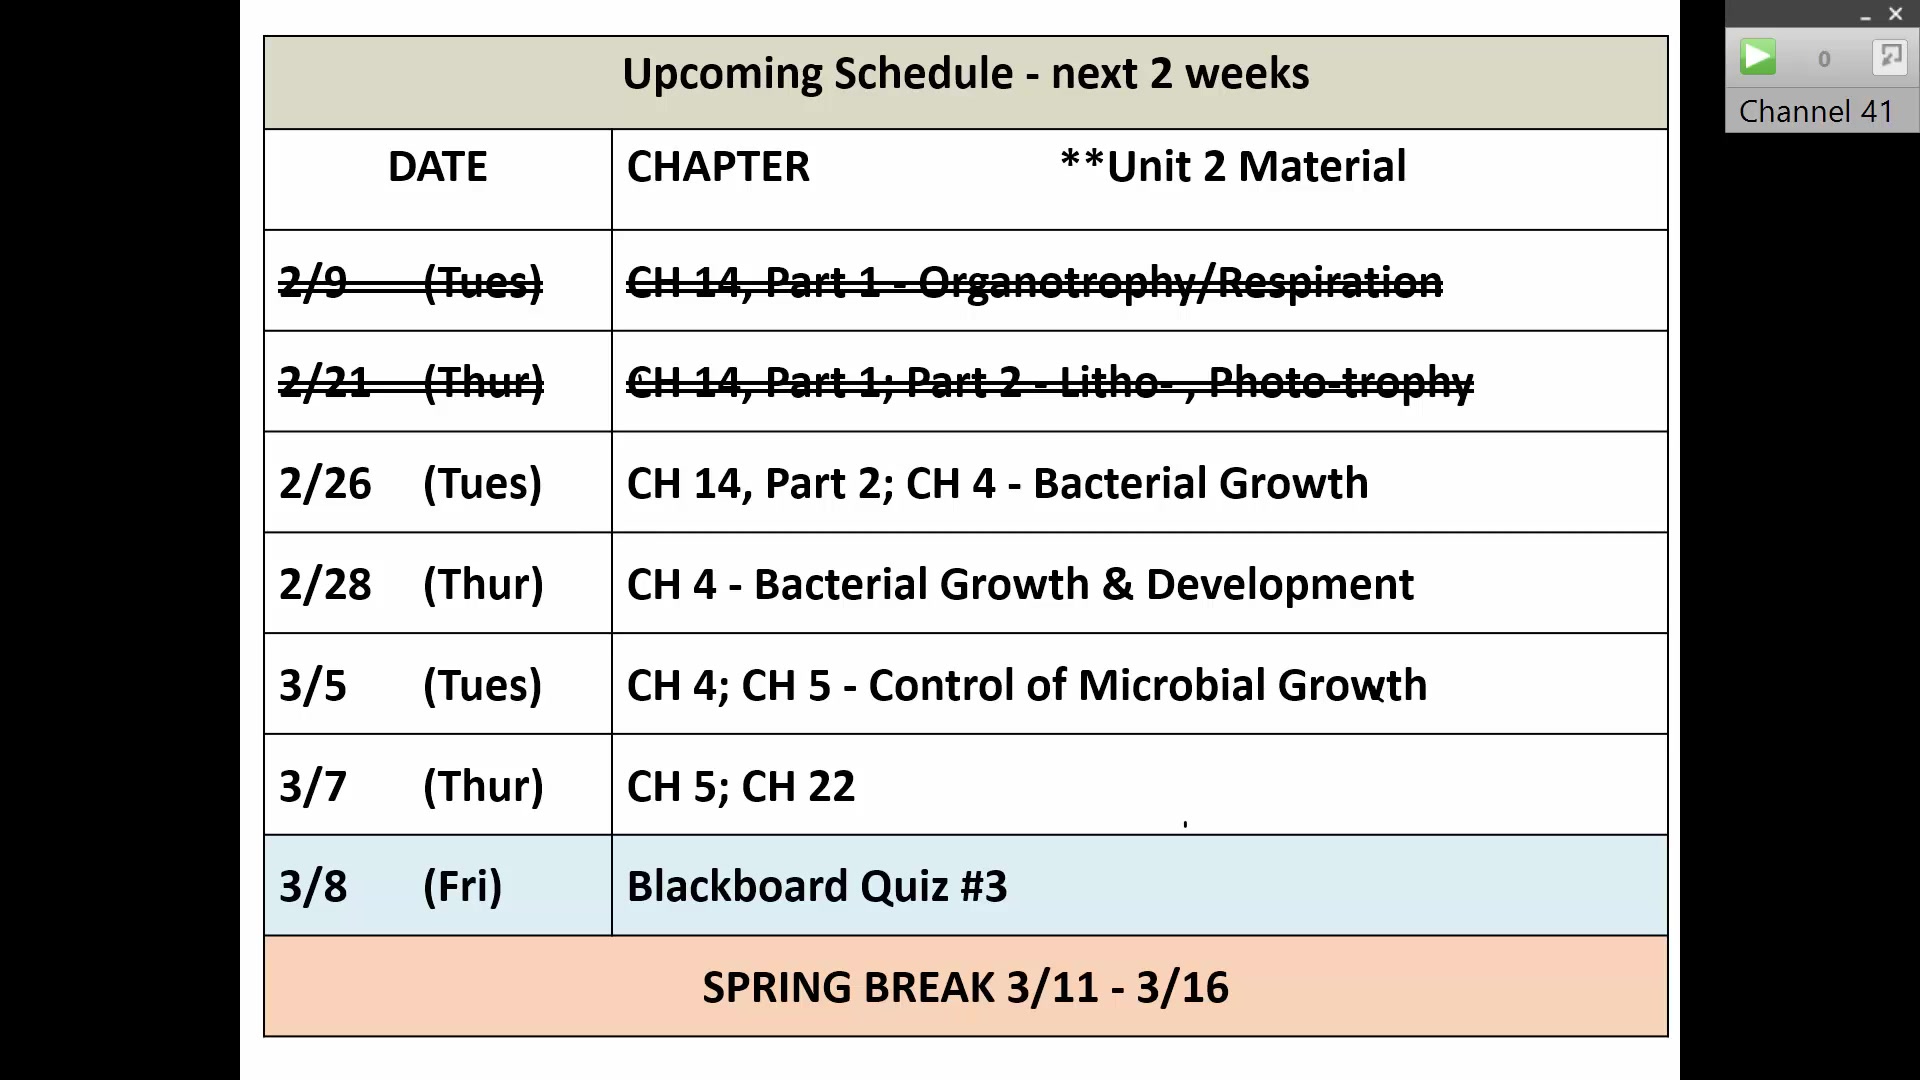 Upcoming Schedule - next 2 weeks
DATE CHAPTER **Unit 2 Material
2/9 (Tues) CH 14, Part 1 - Organotrophy/Respiration
2/21 (Thur) CH 14, Part 1; Part 2 - Litho- , Photo-trophy
2/26 (Tues) CH 14, Part 2; CH 4 - Bacterial Growth
2/28 (Thur) CH 4 - Bacterial Growth & Development
3/5 (Tues) CH 4; CH 5 - Control of Microbial Growth
3/7 (Thur) CH 5; CH 22
3/8 (Fri) Blackboard Quiz #3
SPRING BREAK 3/11 - 3/16
0
Channel 41